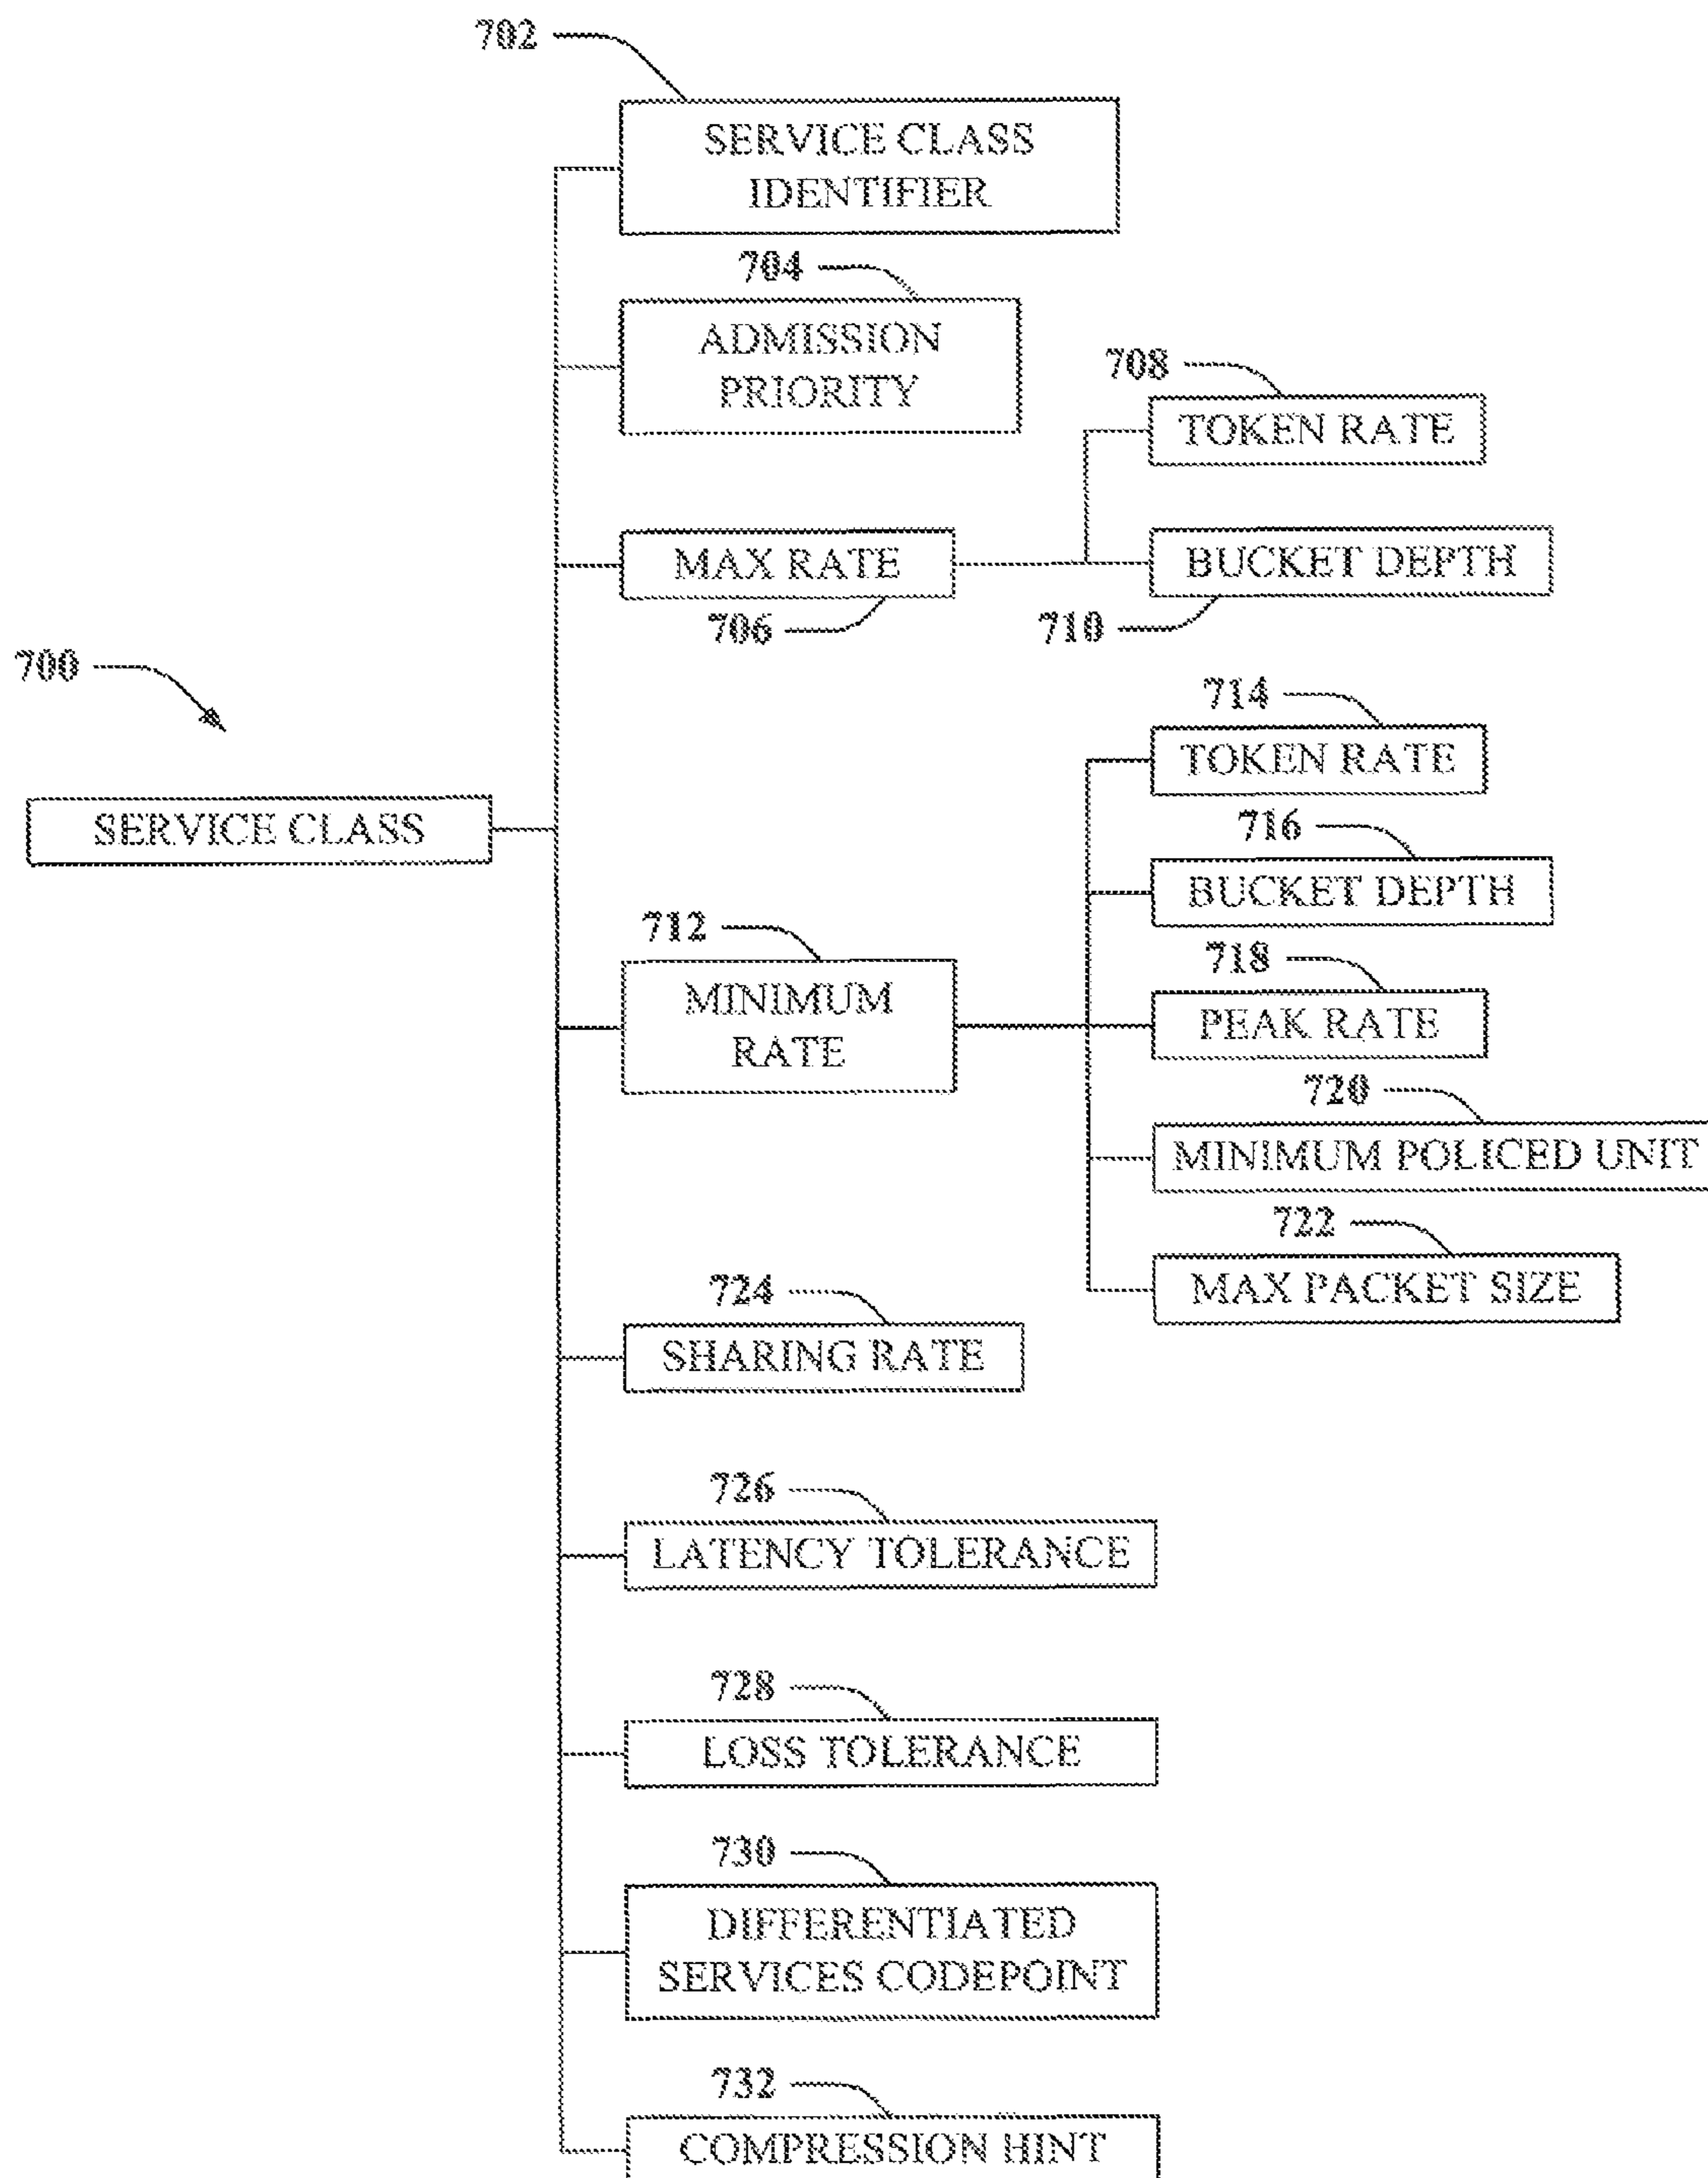 702
SERVICE CLASS
IDENTIFIER
704
ADMISSION
PRIORITY
708
TOKEN RATE
MAX RATE
706
BUCKET DEPTH
710
700
SERVICE CLASS
714
TOKEN RATE
716
BUCKET DEPTH
712
MINIMUM
RATE
718
PEAK RATE
720
MINIMUM POLICED UNIT
722
MAX PACKET SIZE
724
SHARING RATE
726
LATENCY TOLERANCE
728
LOSS TOLERANCE
730
DIFFERENTIATED
SERVICES CODEPOINT
732
COMPRESSION HINT